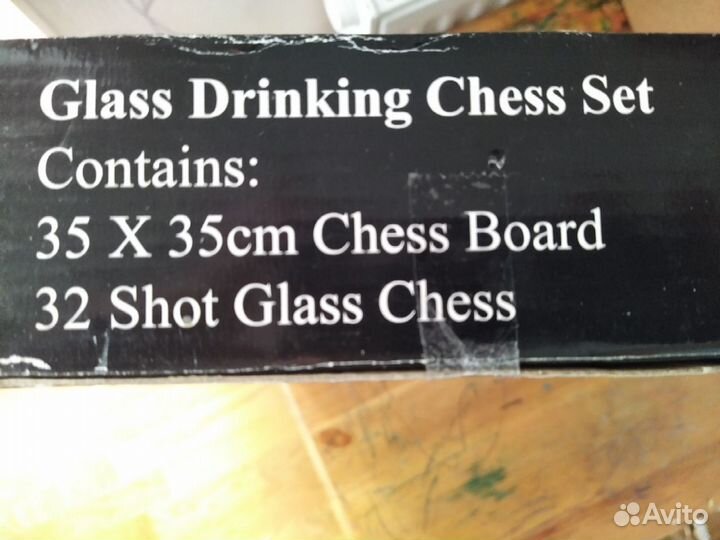 Glass Drinking Chess Set
Contains:
35 X 35cm Chess Board
32 Shot Glass Chess
Avito